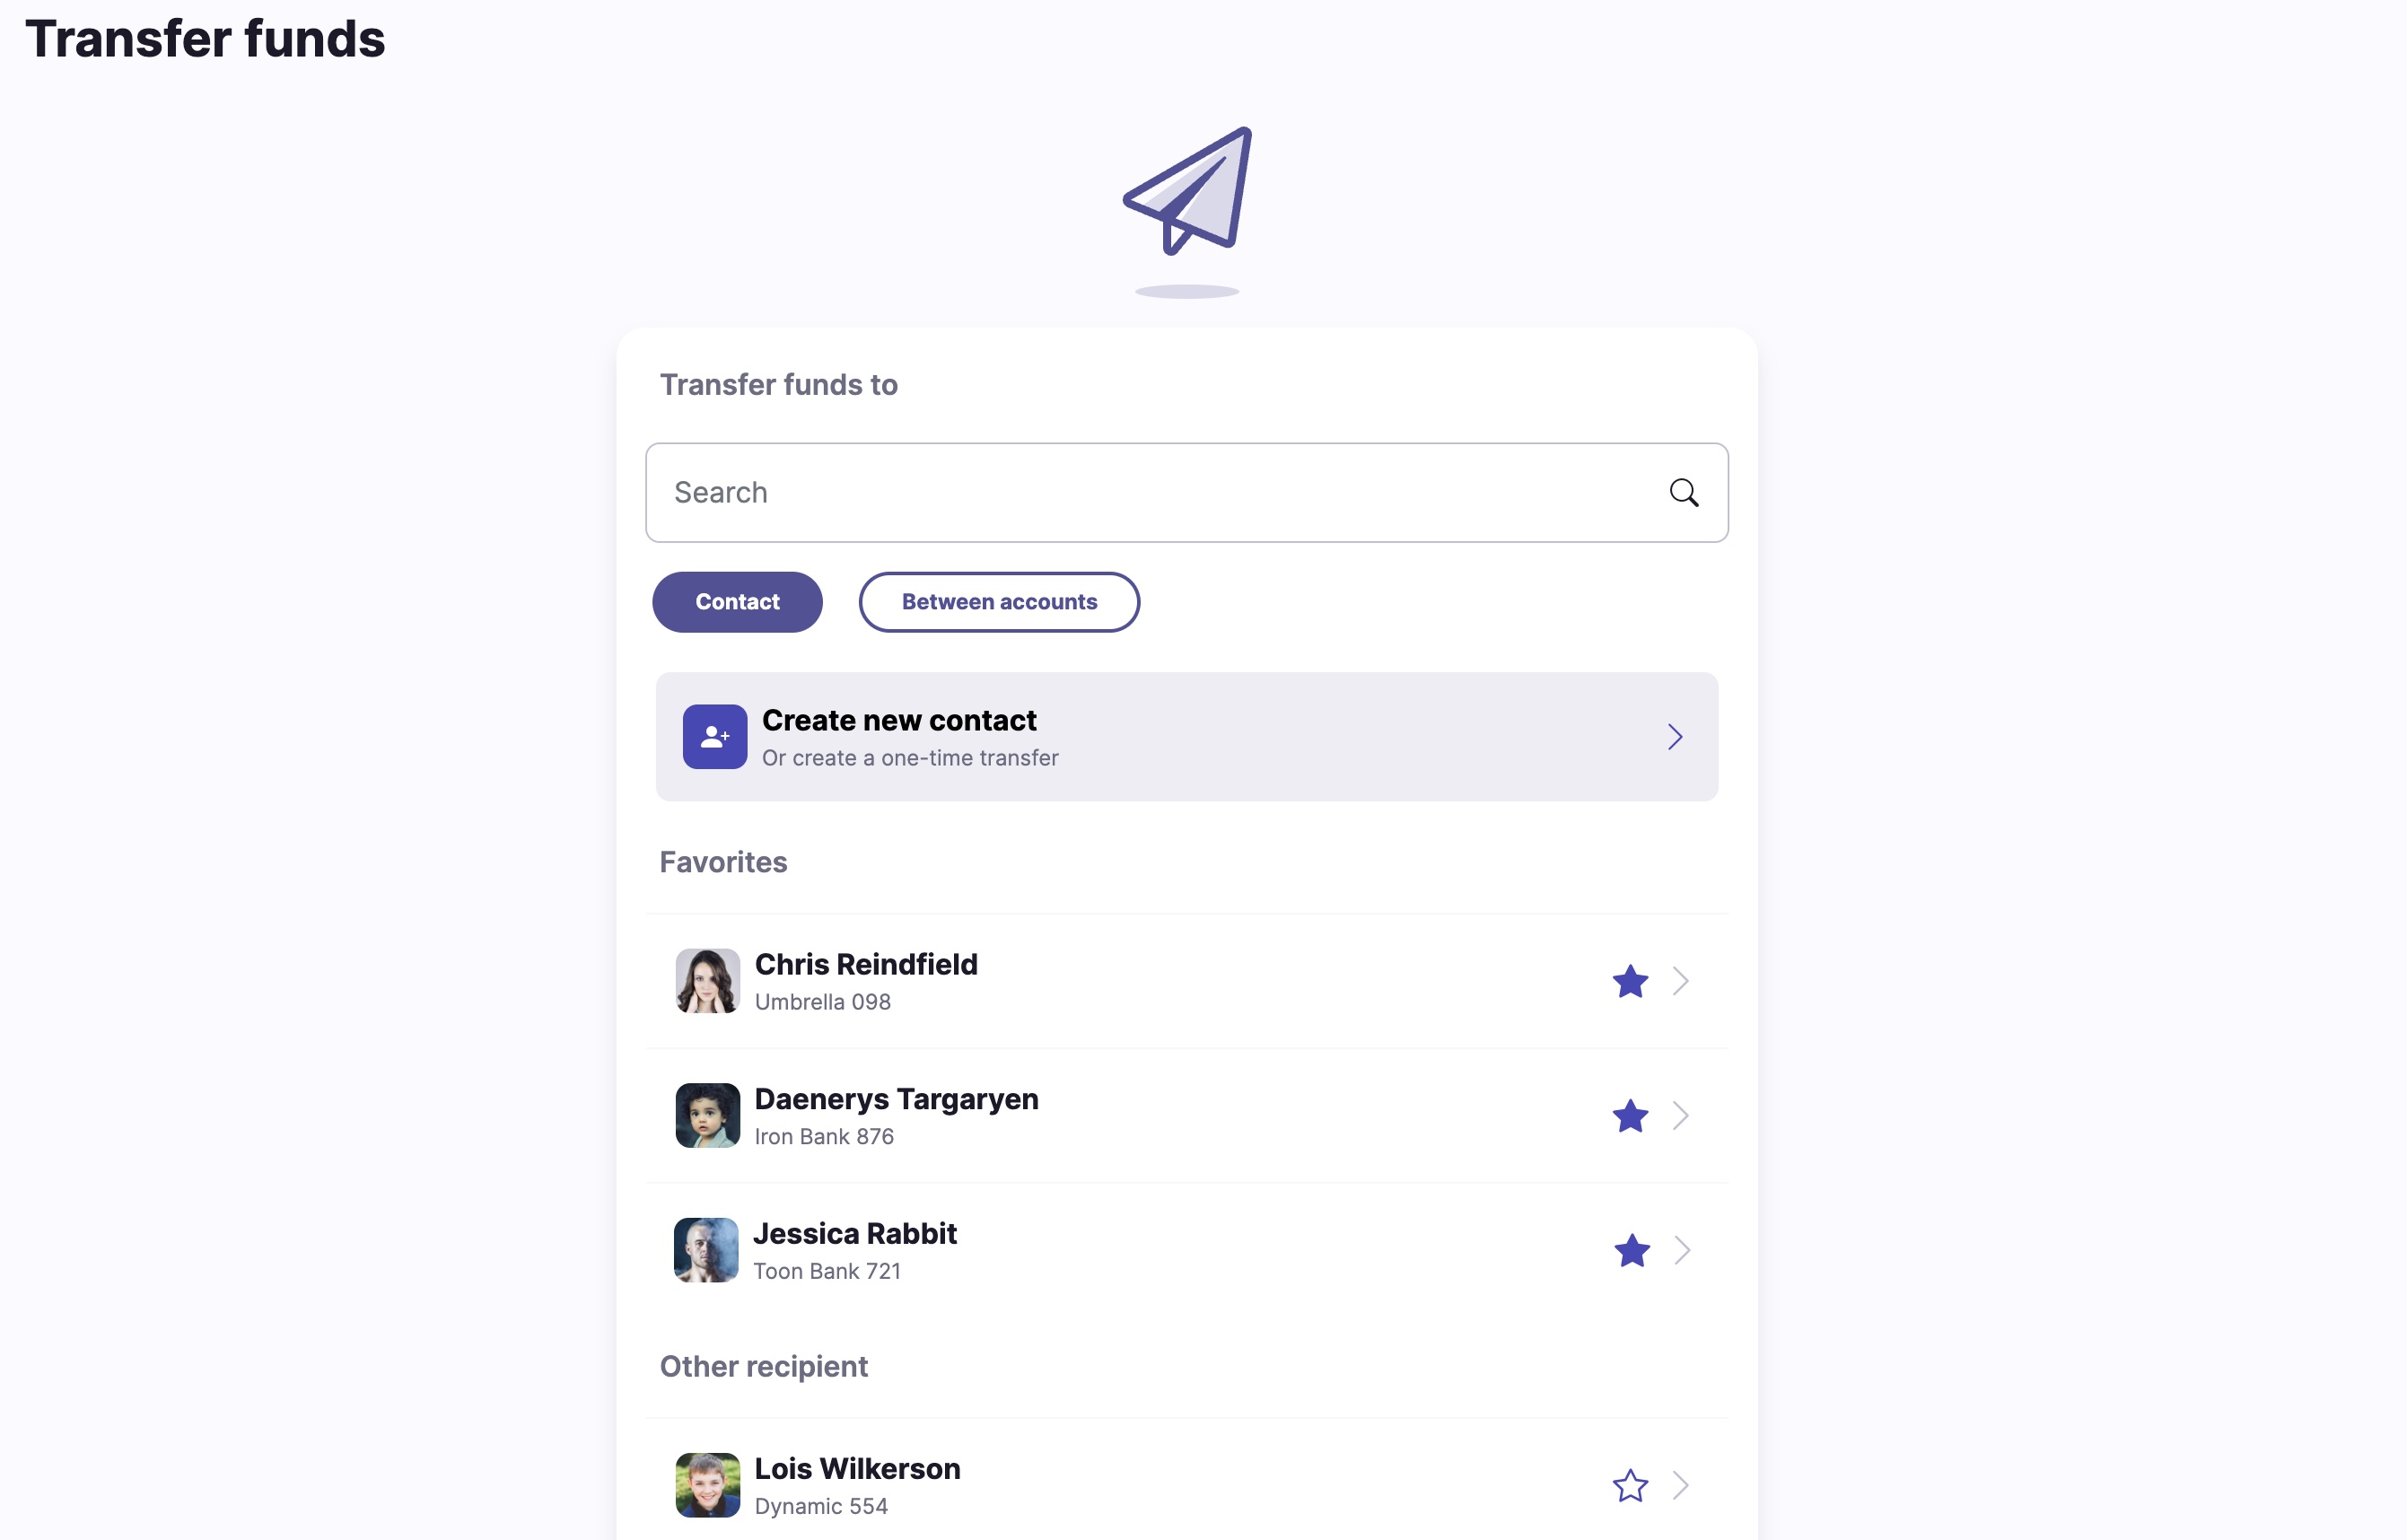 Transfer funds
Transfer funds to
Search
Contact
Between accounts
Create new contact
Or create a one-time transfer
Favorites
Chris Reindfield
Umbrella 098
Daenerys Targaryen
Iron Bank 876
Jessica Rabbit
Toon Bank 721
Other recipient
Lois Wilkerson
Dynamic 554